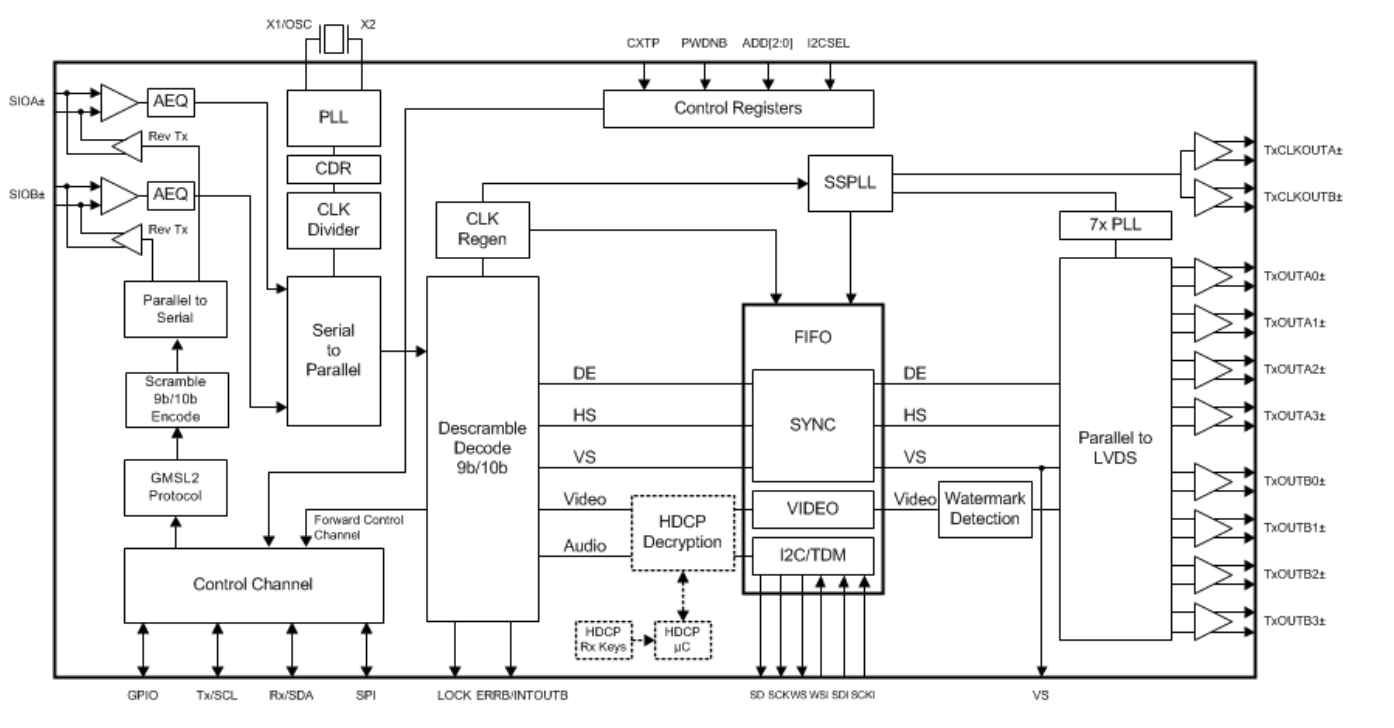 X1/OSC X2
CXTP PWDNB ADD[2:0] I2CSEL
SIOA±
AEQ
Rev Tx
SIOB±
AEQ
Rev Tx
PLL
CDR
CLK
Divider
Control Registers
SSPLL
CLK
Regen
7x PLL
TxCLKOUTA±
TxCLKOUTB±
Parallel to
Serial
Serial
to
Parallel
Scramble
9b/10b
Encode
GMSL2
Protocol
Forward Control
Channel
Control Channel
Descramble
Decode
9b/10b
DE
HS
VS
Video
Audio
HDCP
Decryption
HDCP
Rx Keys
HDCP
µC
FIFO
SYNC
VIDEO
I2C/TDM
DE
HS
VS
Video
Watermark
Detection
Parallel to
LVDS
TxOUTA0±
TxOUTA1±
TxOUTA2±
TxOUTA3±
TxOUTB0±
TxOUTB1±
TxOUTB2±
TxOUTB3±
GPIO Tx/SCL Rx/SDA SPI LOCK ERRB/INTOUTB SD SCK WS WSI SDI SCKI VS